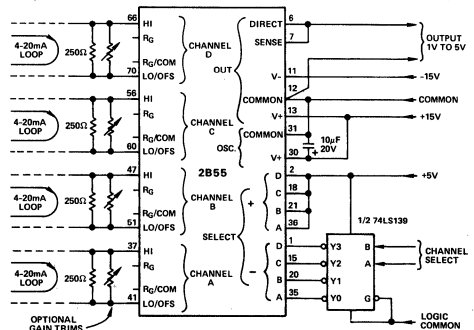 66 HI
4-20mA LOOP
250Ω
RG
RG/COM
70 LO/OFS
CHANNEL D
56 HI
4-20mA LOOP
250Ω
RG
RG/COM
60 LO/OFS
CHANNEL C
2B55
47 HI
4-20mA LOOP
250Ω
RG
RG/COM
51 LO/OFS
CHANNEL B
37 HI
4-20mA LOOP
250Ω
RG
RG/COM
41 LO/OFS
CHANNEL A
OPTIONAL GAIN TRIMS
OUT
DIRECT 6
SENSE 7
OUTPUT 1V TO 5V
V- 11 -15V
COMMON 12 COMMON
V+ 13 +15V
OSC.
COMMON 31
10μF 20V
+
V+ 30
SELECT
+
D 2 +5V
C 18
B 21
A 36
−
D 1
C 15
B 20
A 35
1/2 74LS139
Y3 B
Y2 A
Y1
Y0 G
CHANNEL SELECT
LOGIC COMMON